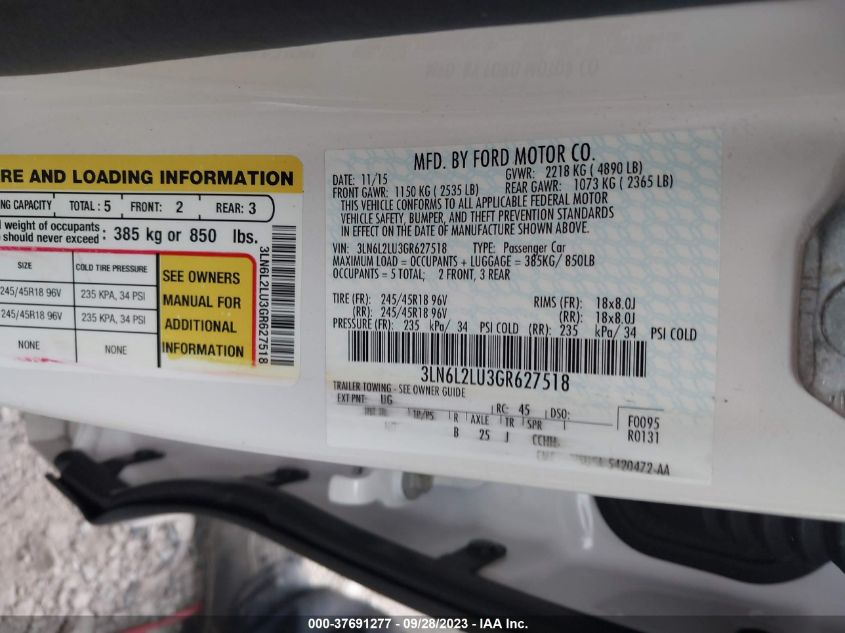 RE AND LOADING INFORMATION
NG CAPACITY TOTAL: 5 FRONT: 2 REAR: 3
weight of occupants
should never exceed: 385 kg or 850 lbs.
SIZE COLD TIRE PRESSURE
245/45R18 96V 235 KPA, 34 PSI
245/45R18 96V 235 KPA, 34 PSI
NONE NONE
SEE OWNERS
MANUAL FOR
ADDITIONAL
INFORMATION
3LN6L2LU3GR627518
MFD. BY FORD MOTOR CO.
DATE: 11/15 GVWR: 2218 KG ( 4890 LB)
FRONT GAWR: 1150 KG ( 2535 LB) REAR GAWR: 1073 KG ( 2365 LB)
THIS VEHICLE CONFORMS TO ALL APPLICABLE FEDERAL MOTOR
VEHICLE SAFETY, BUMPER, AND THEFT PREVENTION STANDARDS
IN EFFECT ON THE DATE OF MANUFACTURE SHOWN ABOVE.
VIN: 3LN6L2LU3GR627518 TYPE: Passenger Car
MAXIMUM LOAD = OCCUPANTS + LUGGAGE = 385KG/ 850LB
OCCUPANTS = 5 TOTAL; 2 FRONT, 3 REAR
TIRE (FR): 245/45R18 96V RIMS (FR): 18x8.0J
(RR): 245/45R18 96V (RR): 18x8.0J
PRESSURE (FR): 235 kPa/ 34 PSI COLD (RR): 235 kPa/ 34 PSI COLD
3LN6L2LU3GR627518
TRAILER TOWING - SEE OWNER GUIDE
EXT PNT: UG RC: 45 DSO:
TP/PS R AXLE TR SPR F0095
B 25 J R0131
5420472-AA
000-37691277 - 09/28/2023 - IAA Inc.